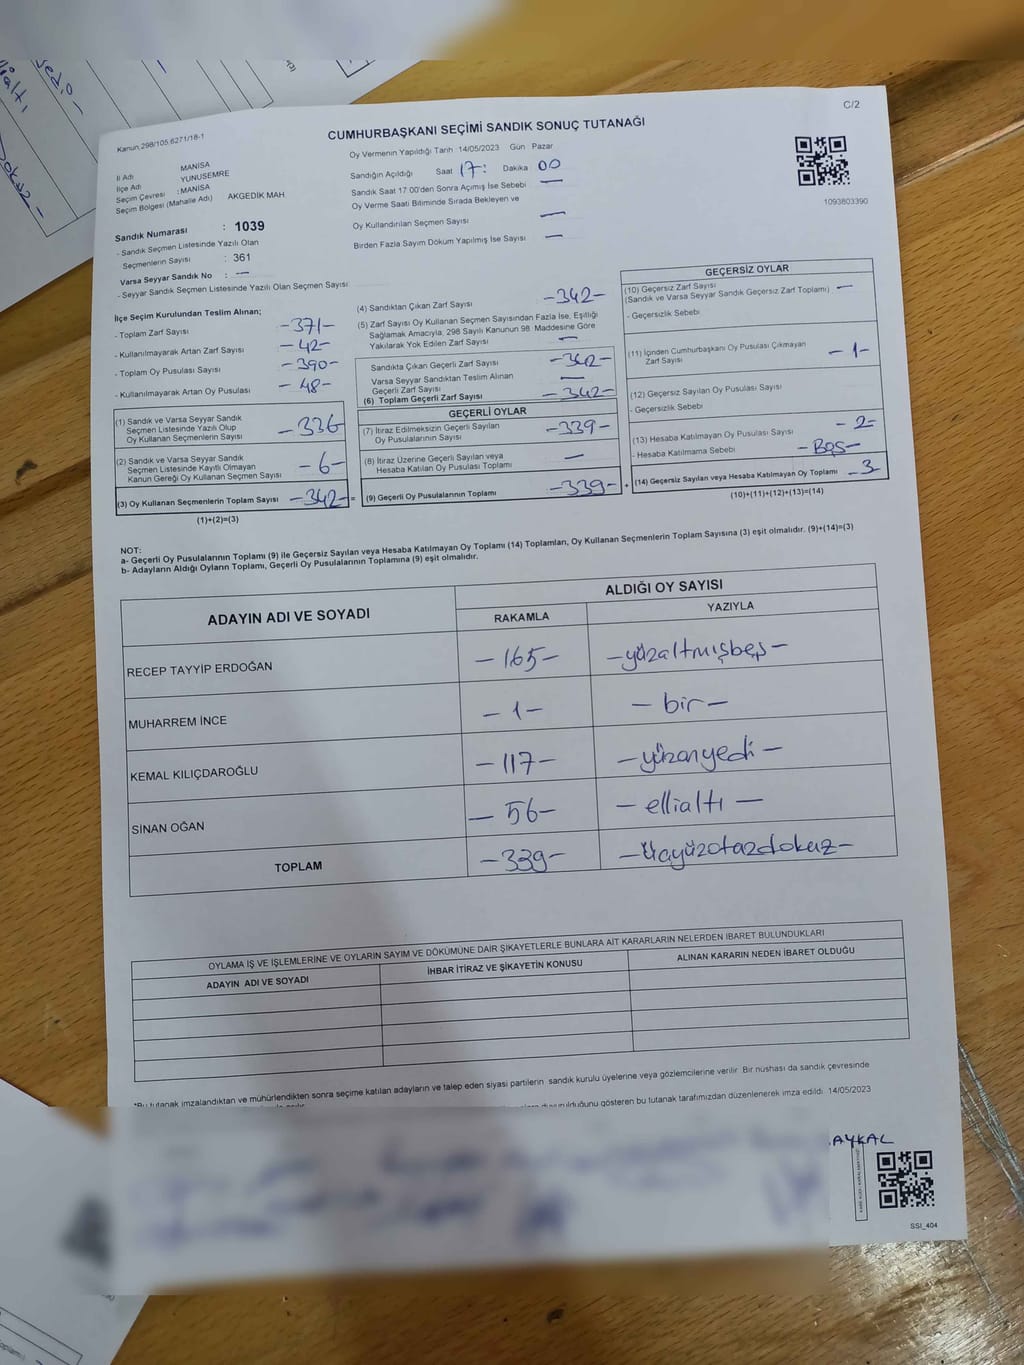 C/2
Kanun,298/105,6271/18-1
CUMHURBAŞKANI SEÇİMİ SANDIK SONUÇ TUTANAĞI
İl Adı MANİSA
İlçe Adı YUNUSEMRE
Seçim Çevresi :MANİSA
Seçim Bölgesi (Mahalle Adı) AKGEDİK MAH
Sandık Numarası : 1039
- Sandık Seçmen Listesinde Yazılı Olan
Seçmenlerin Sayısı : 361
Varsa Seyyar Sandık No : —
- Seyyar Sandık Seçmen Listesinde Yazılı Olan Seçmen Sayısı
Oy Vermenin Yapıldığı Tarih :14/05/2023 Gün Pazar
Sandığın Açıldığı Saat 17: Dakika 00
Sandık Saat 17.00'den Sonra Açımış İse Sebebi —
Oy Verme Saati Bitiminde Sırada Bekleyen ve
Oy Kullandırılan Seçmen Sayısı —
Birden Fazla Sayım Döküm Yapılmış İse Sayısı —
1093803390
İlçe Seçim Kurulundan Teslim Alınan;
- Toplam Zarf Sayısı -371-
- Kullanılmayarak Artan Zarf Sayısı -42-
- Toplam Oy Pusulası Sayısı -390-
- Kullanılmayarak Artan Oy Pusulası -48-
(1) Sandık ve Varsa Seyyar Sandık
Seçmen Listesinde Yazılı Olup
Oy Kullanan Seçmenlerin Sayısı -336
(2) Sandık ve Varsa Seyyar Sandık
Seçmen Listesinde Kayıtlı Olmayan
Kanun Gereği Oy Kullanan Seçmen Sayısı -6-
(3) Oy Kullanan Seçmenlerin Toplam Sayısı -342- =
(1)+(2)=(3)
(4) Sandıktan Çıkan Zarf Sayısı -342-
(5) Zarf Sayısı Oy Kullanan Seçmen Sayısından Fazla İse, Eşitliği
Sağlamak Amacıyla, 298 Sayılı Kanunun 98. Maddesine Göre
Yakılarak Yok Edilen Zarf Sayısı —
Sandıkta Çıkan Geçerli Zarf Sayısı -342-
Varsa Seyyar Sandıktan Teslim Alınan
Geçerli Zarf Sayısı —
(6) Toplam Geçerli Zarf Sayısı -342-
GEÇERLİ OYLAR
(7) İtiraz Edilmeksizin Geçerli Sayılan
Oy Pusulalarının Sayısı -339-
(8) İtiraz Üzerine Geçerli Sayılan veya
Hesaba Katılan Oy Pusulası Toplamı —
(9) Geçerli Oy Pusulalarının Toplamı -339- +
GEÇERSİZ OYLAR
(10) Geçersiz Zarf Sayısı —
(Sandık ve Varsa Seyyar Sandık Geçersiz Zarf Toplamı)
- Geçersizlik Sebebi
(11) İçinden Cumhurbaşkanı Oy Pusulası Çıkmayan
Zarf Sayısı -1-
(12) Geçersiz Sayılan Oy Pusulası Sayısı
- Geçersizlik Sebebi
(13) Hesaba Katılmayan Oy Pusulası Sayısı -2-
- Hesaba Katılmama Sebebi -BOŞ-
(14) Geçersiz Sayılan veya Hesaba Katılmayan Oy Toplamı -3-
(10)+(11)+(12)+(13)=(14)
NOT:
a- Geçerli Oy Pusulalarının Toplamı (9) ile Geçersiz Sayılan veya Hesaba Katılmayan Oy Toplamı (14) Toplamları, Oy Kullanan Seçmenlerin Toplam Sayısına (3) eşit olmalıdır. (9)+(14)=(3)
b- Adayların Aldığı Oyların Toplamı, Geçerli Oy Pusulalarının Toplamına (9) eşit olmalıdır.
ADAYIN ADI VE SOYADI
ALDIĞI OY SAYISI
RAKAMLA YAZIYLA
RECEP TAYYİP ERDOĞAN -165- -yüzaltmışbeş-
MUHARREM İNCE -1- -bir-
KEMAL KILIÇDAROĞLU -117- -yüzonyedi-
SİNAN OĞAN -56- -ellialtı-
TOPLAM -339- -üçyüzotuzdokuz-
OYLAMA İŞ VE İŞLEMLERİNE VE OYLARIN SAYIM VE DÖKÜMÜNE DAİR ŞİKAYETLERLE BUNLARA AİT KARARLARIN NELERDEN İBARET BULUNDUKLARI
ADAYIN ADI VE SOYADI İHBAR İTİRAZ VE ŞİKAYETİN KONUSU ALINAN KARARIN NEDEN İBARET OLDUĞU
*Bu tutanak imzalandıktan ve mühürlendikten sonra seçime katılan adayların ve talep eden siyasi partilerin sandık kurulu üyelerine veya gözlemcilerine verilir. Bir nüshası da sandık çevresinde
duyurulduğunu gösteren bu tutanak tarafımızdan düzenlenerek imza edildi. 14/05/2023
AYKAL
SSI_404